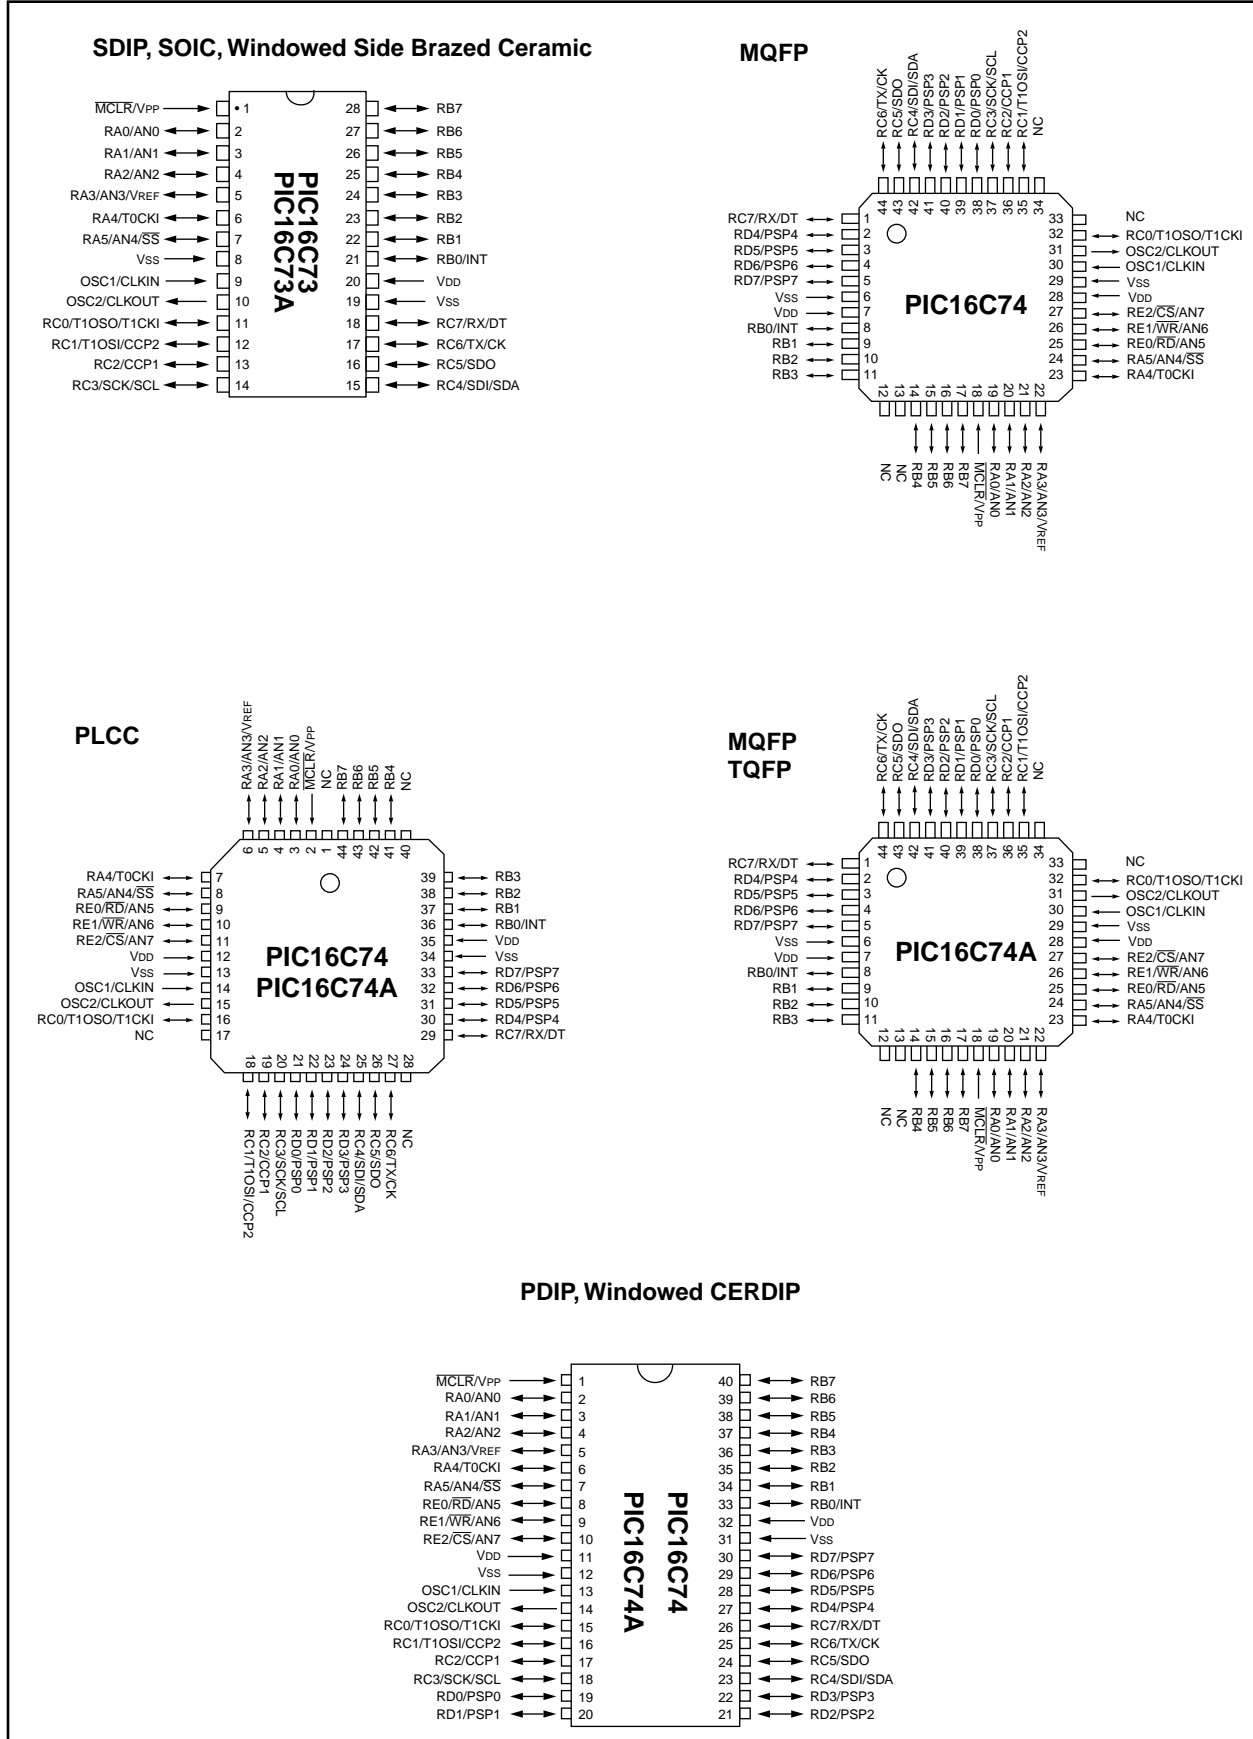 SDIP, SOIC, Windowed Side Brazed Ceramic
MCLR/VPP • 1 28 RB7
RA0/AN0 2 27 RB6
RA1/AN1 3 26 RB5
RA2/AN2 4 25 RB4
RA3/AN3/VREF 5 24 RB3
RA4/T0CKI 6 23 RB2
RA5/AN4/SS 7 22 RB1
VSS 8 21 RB0/INT
OSC1/CLKIN 9 20 VDD
OSC2/CLKOUT 10 19 VSS
RC0/T1OSO/T1CKI 11 18 RC7/RX/DT
RC1/T1OSI/CCP2 12 17 RC6/TX/CK
RC2/CCP1 13 16 RC5/SDO
RC3/SCK/SCL 14 15 RC4/SDI/SDA
PIC16C73
PIC16C73A
MQFP
RC6/TX/CK
RC5/SDO
RC4/SDI/SDA
RD3/PSP3
RD2/PSP2
RD1/PSP1
RD0/PSP0
RC3/SCK/SCL
RC2/CCP1
RC1/T1OSI/CCP2
NC
44 43 42 41 40 39 38 37 36 35 34
RC7/RX/DT 1 33 NC
RD4/PSP4 2 32 RC0/T1OSO/T1CKI
RD5/PSP5 3 31 OSC2/CLKOUT
RD6/PSP6 4 30 OSC1/CLKIN
RD7/PSP7 5 29 VSS
VSS 6 28 VDD
VDD 7 27 RE2/CS/AN7
RB0/INT 8 26 RE1/WR/AN6
RB1 9 25 RE0/RD/AN5
RB2 10 24 RA5/AN4/SS
RB3 11 23 RA4/T0CKI
PIC16C74
12 13 14 15 16 17 18 19 20 21 22
NC
NC
RB4
RB5
RB6
RB7
MCLR/VPP
RA0/AN0
RA1/AN1
RA2/AN2
RA3/AN3/VREF
PLCC
RA3/AN3/VREF
RA2/AN2
RA1/AN1
RA0/AN0
MCLR/VPP
NC
RB7
RB6
RB5
RB4
NC
6 5 4 3 2 1 44 43 42 41 40
RA4/T0CKI 7 39 RB3
RA5/AN4/SS 8 38 RB2
RE0/RD/AN5 9 37 RB1
RE1/WR/AN6 10 36 RB0/INT
RE2/CS/AN7 11 35 VDD
VDD 12 34 VSS
VSS 13 33 RD7/PSP7
OSC1/CLKIN 14 32 RD6/PSP6
OSC2/CLKOUT 15 31 RD5/PSP5
RC0/T1OSO/T1CKI 16 30 RD4/PSP4
NC 17 29 RC7/RX/DT
PIC16C74
PIC16C74A
18 19 20 21 22 23 24 25 26 27 28
RC1/T1OSI/CCP2
RC2/CCP1
RC3/SCK/SCL
RD0/PSP0
RD1/PSP1
RD2/PSP2
RD3/PSP3
RC4/SDI/SDA
RC5/SDO
RC6/TX/CK
NC
MQFP
TQFP
RC6/TX/CK
RC5/SDO
RC4/SDI/SDA
RD3/PSP3
RD2/PSP2
RD1/PSP1
RD0/PSP0
RC3/SCK/SCL
RC2/CCP1
RC1/T1OSI/CCP2
NC
44 43 42 41 40 39 38 37 36 35 34
RC7/RX/DT 1 33 NC
RD4/PSP4 2 32 RC0/T1OSO/T1CKI
RD5/PSP5 3 31 OSC2/CLKOUT
RD6/PSP6 4 30 OSC1/CLKIN
RD7/PSP7 5 29 VSS
VSS 6 28 VDD
VDD 7 27 RE2/CS/AN7
RB0/INT 8 26 RE1/WR/AN6
RB1 9 25 RE0/RD/AN5
RB2 10 24 RA5/AN4/SS
RB3 11 23 RA4/T0CKI
PIC16C74A
12 13 14 15 16 17 18 19 20 21 22
NC
NC
RB4
RB5
RB6
RB7
MCLR/VPP
RA0/AN0
RA1/AN1
RA2/AN2
RA3/AN3/VREF
PDIP, Windowed CERDIP
MCLR/VPP 1 40 RB7
RA0/AN0 2 39 RB6
RA1/AN1 3 38 RB5
RA2/AN2 4 37 RB4
RA3/AN3/VREF 5 36 RB3
RA4/T0CKI 6 35 RB2
RA5/AN4/SS 7 34 RB1
RE0/RD/AN5 8 33 RB0/INT
RE1/WR/AN6 9 32 VDD
RE2/CS/AN7 10 31 VSS
VDD 11 30 RD7/PSP7
VSS 12 29 RD6/PSP6
OSC1/CLKIN 13 28 RD5/PSP5
OSC2/CLKOUT 14 27 RD4/PSP4
RC0/T1OSO/T1CKI 15 26 RC7/RX/DT
RC1/T1OSI/CCP2 16 25 RC6/TX/CK
RC2/CCP1 17 24 RC5/SDO
RC3/SCK/SCL 18 23 RC4/SDI/SDA
RD0/PSP0 19 22 RD3/PSP3
RD1/PSP1 20 21 RD2/PSP2
PIC16C74
PIC16C74A